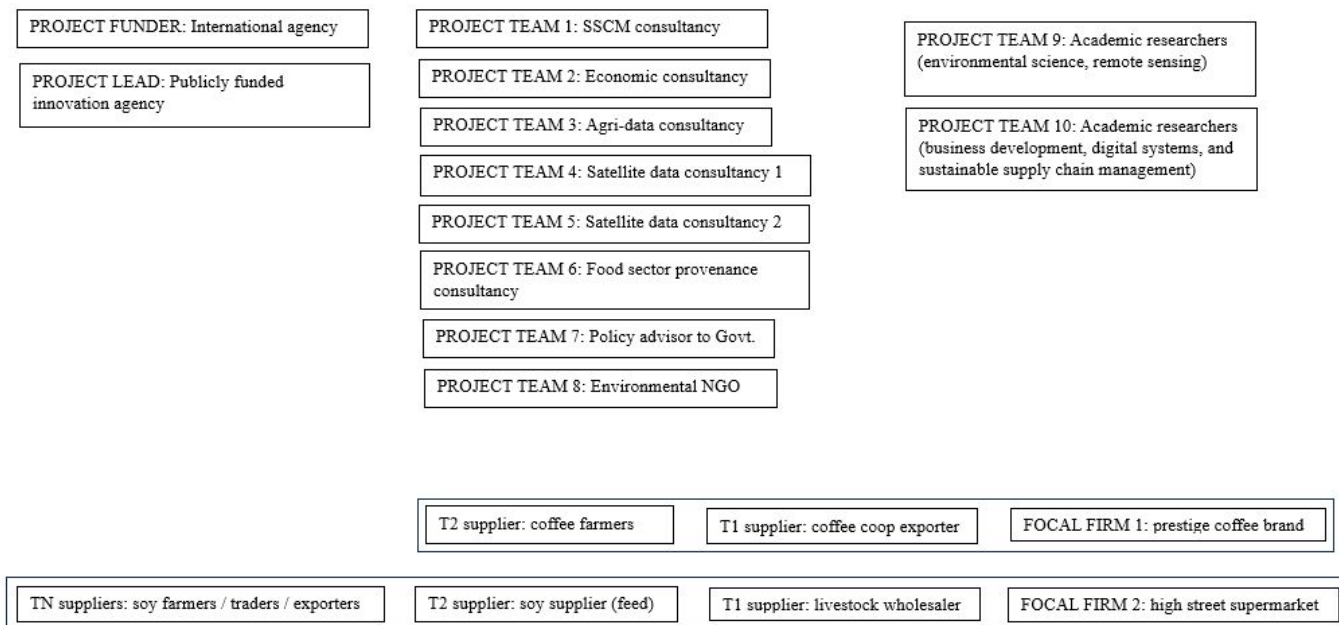 PROJECT FUNDER: International agency
PROJECT LEAD: Publicly funded
innovation agency
PROJECT TEAM 1: SSCM consultancy
PROJECT TEAM 2: Economic consultancy
PROJECT TEAM 3: Agri-data consultancy
PROJECT TEAM 4: Satellite data consultancy 1
PROJECT TEAM 5: Satellite data consultancy 2
PROJECT TEAM 6: Food sector provenance
consultancy
PROJECT TEAM 7: Policy advisor to Govt.
PROJECT TEAM 8: Environmental NGO
PROJECT TEAM 9: Academic researchers
(environmental science, remote sensing)
PROJECT TEAM 10: Academic researchers
(business development, digital systems, and
sustainable supply chain management)
T2 supplier: coffee farmers
T1 supplier: coffee coop exporter
FOCAL FIRM 1: prestige coffee brand
TN suppliers: soy farmers / traders / exporters
T2 supplier: soy supplier (feed)
T1 supplier: livestock wholesaler
FOCAL FIRM 2: high street supermarket